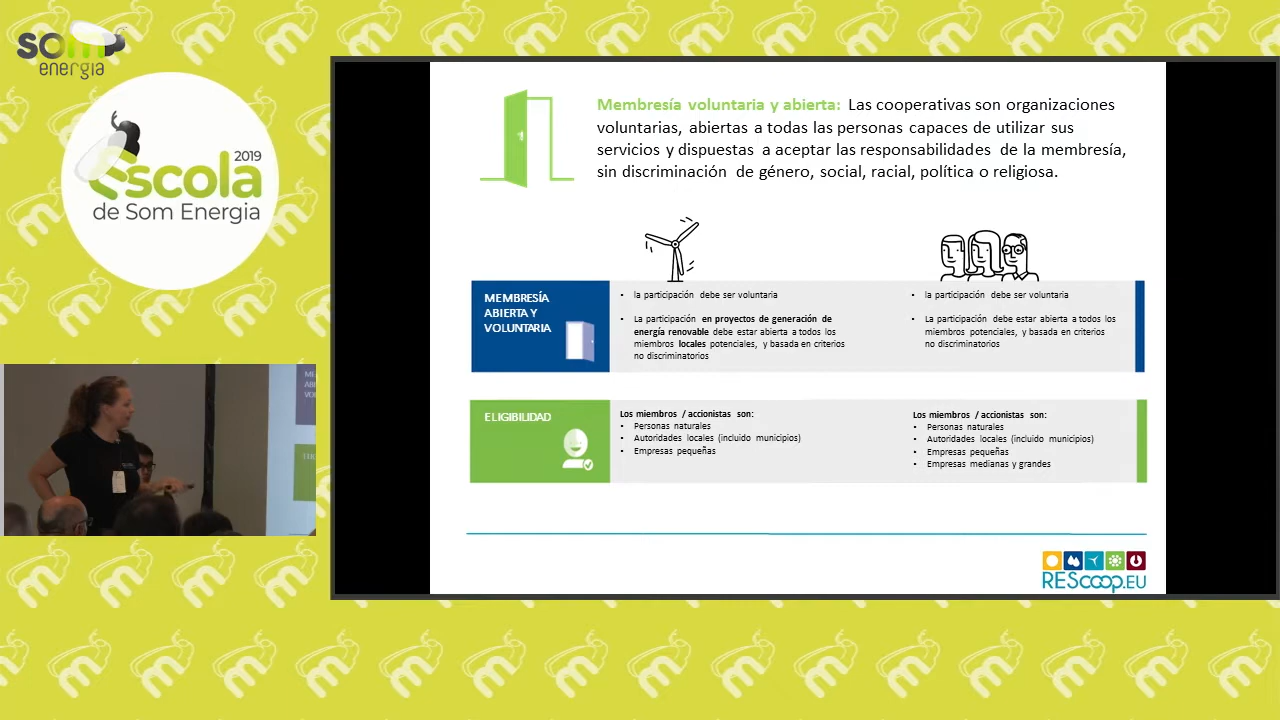 som
energia
2019
Escola
de Som Energia
Membresía voluntaria y abierta: Las cooperativas son organizaciones
voluntarias, abiertas a todas las personas capaces de utilizar sus
servicios y dispuestas a aceptar las responsabilidades de la membresía,
sin discriminación de género, social, racial, política o religiosa.
MEMBRESÍA
ABIERTA Y
VOLUNTARIA
• la participación debe ser voluntaria
• La participación en proyectos de generación de
energía renovable debe estar abierta a todos los
miembros locales potenciales, y basada en criterios
no discriminatorios
• la participación debe ser voluntaria
• La participación debe estar abierta a todos los
miembros potenciales, y basada en criterios
no discriminatorios
ELIGIBILIDAD
Los miembros / accionistas son:
• Personas naturales
• Autoridades locales (incluido municipios)
• Empresas pequeñas
Los miembros / accionistas son:
• Personas naturales
• Autoridades locales (incluido municipios)
• Empresas pequeñas
• Empresas medianas y grandes
REScoop.EU